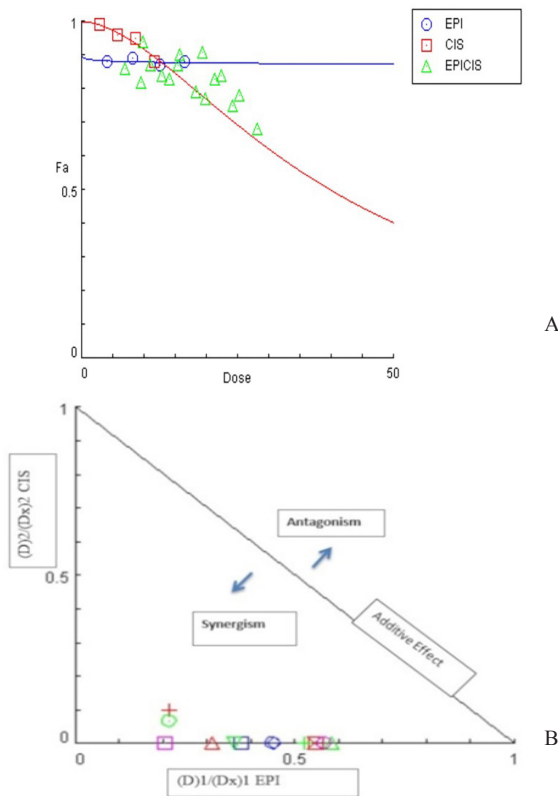 1
Fa
0.5
0
0
Dose
50
EPI
CIS
EPICIS
A
1
(D)2/(Dx)2 CIS
0.5
0
Antagonism
Synergism
Additive Effect
0
0.5
1
(D)1/(Dx)1 EPI
B